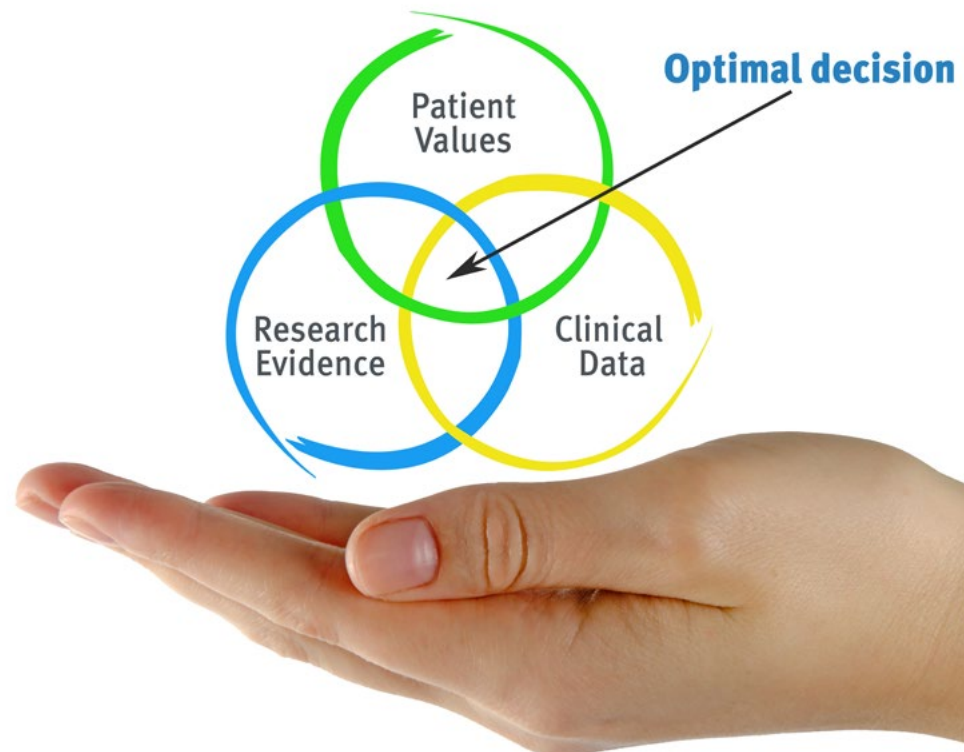 Optimal decision
Patient
Values
Research
Evidence
Clinical
Data